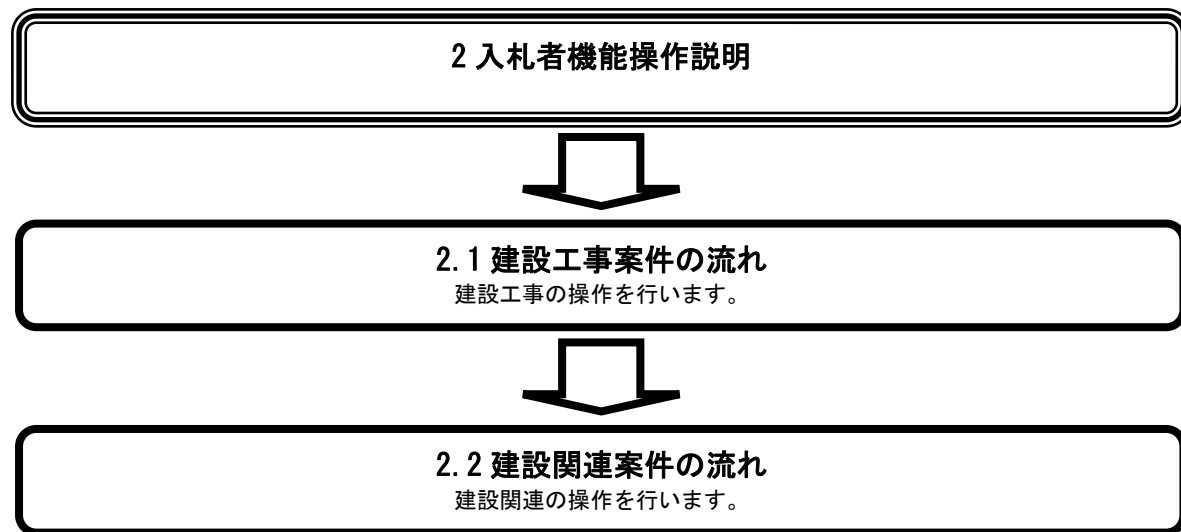 2 入札者機能操作説明
2.1 建設工事案件の流れ
建設工事の操作を行います。
2.2 建設関連案件の流れ
建設関連の操作を行います。